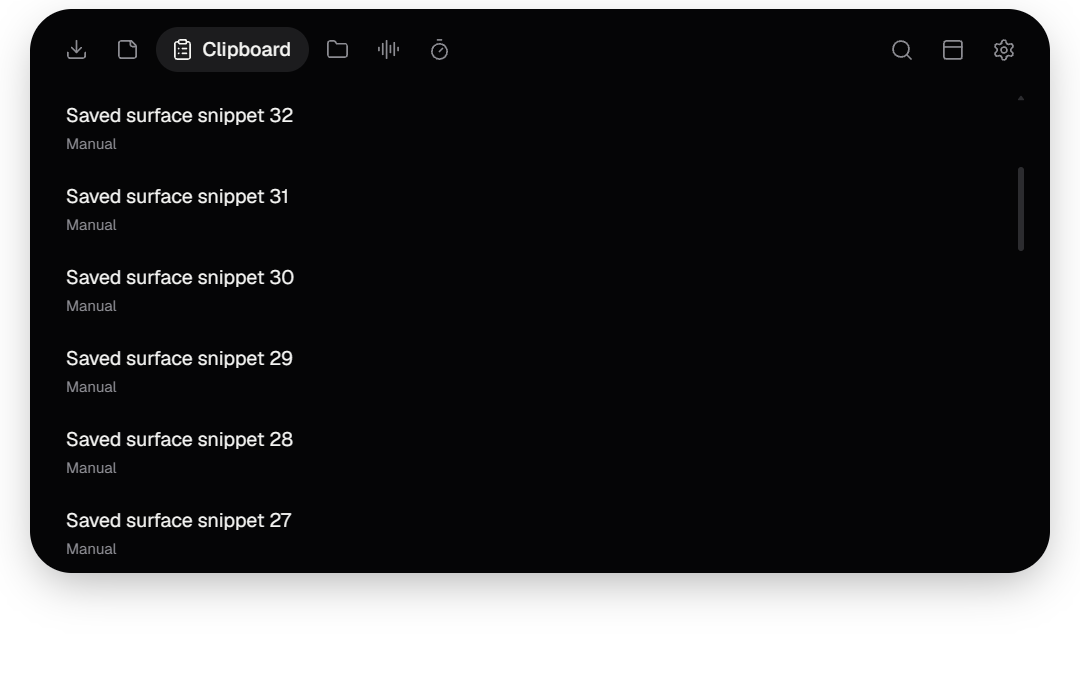 Clipboard
Saved surface snippet 32
Manual
Saved surface snippet 31
Manual
Saved surface snippet 30
Manual
Saved surface snippet 29
Manual
Saved surface snippet 28
Manual
Saved surface snippet 27
Manual